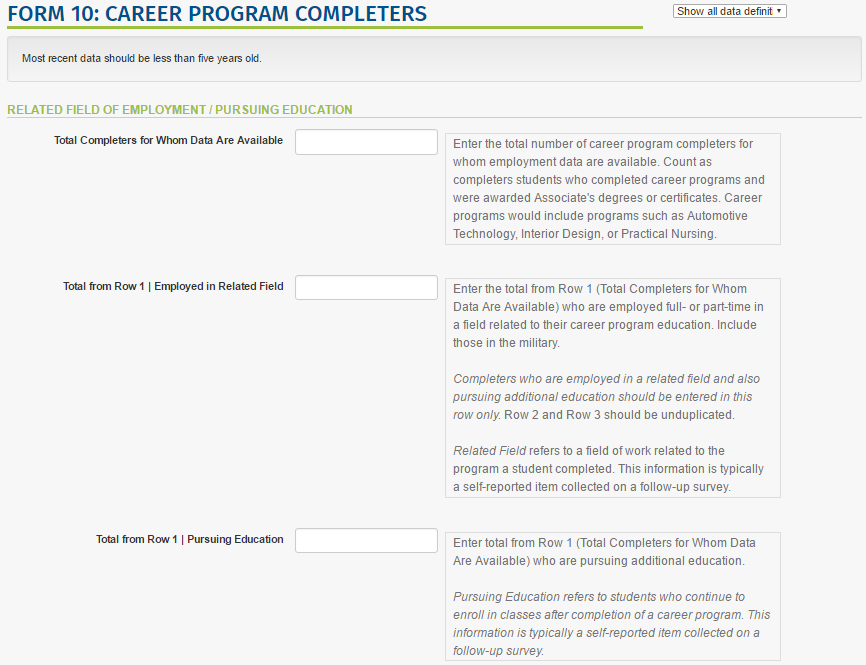 FORM 10: CAREER PROGRAM COMPLETERS
Show all data definit
Most recent data should be less than five years old.
RELATED FIELD OF EMPLOYMENT / PURSUING EDUCATION
Total Completers for Whom Data Are Available
Enter the total number of career program completers for
whom employment data are available. Count as
completers students who completed career programs and
were awarded Associate's degrees or certificates. Career
programs would include programs such as Automotive
Technology, Interior Design, or Practical Nursing.
Total from Row 1 | Employed in Related Field
Enter the total from Row 1 (Total Completers for Whom
Data Are Available) who are employed full- or part-time in
a field related to their career program education. Include
those in the military.
Completers who are employed in a related field and also
pursuing additional education should be entered in this
row only. Row 2 and Row 3 should be unduplicated.
Related Field refers to a field of work related to the
program a student completed. This information is typically
a self-reported item collected on a follow-up survey.
Total from Row 1 | Pursuing Education
Enter total from Row 1 (Total Completers for Whom Data
Are Available) who are pursuing additional education.
Pursuing Education refers to students who continue to
enroll in classes after completion of a career program. This
information is typically a self-reported item collected on a
follow-up survey.